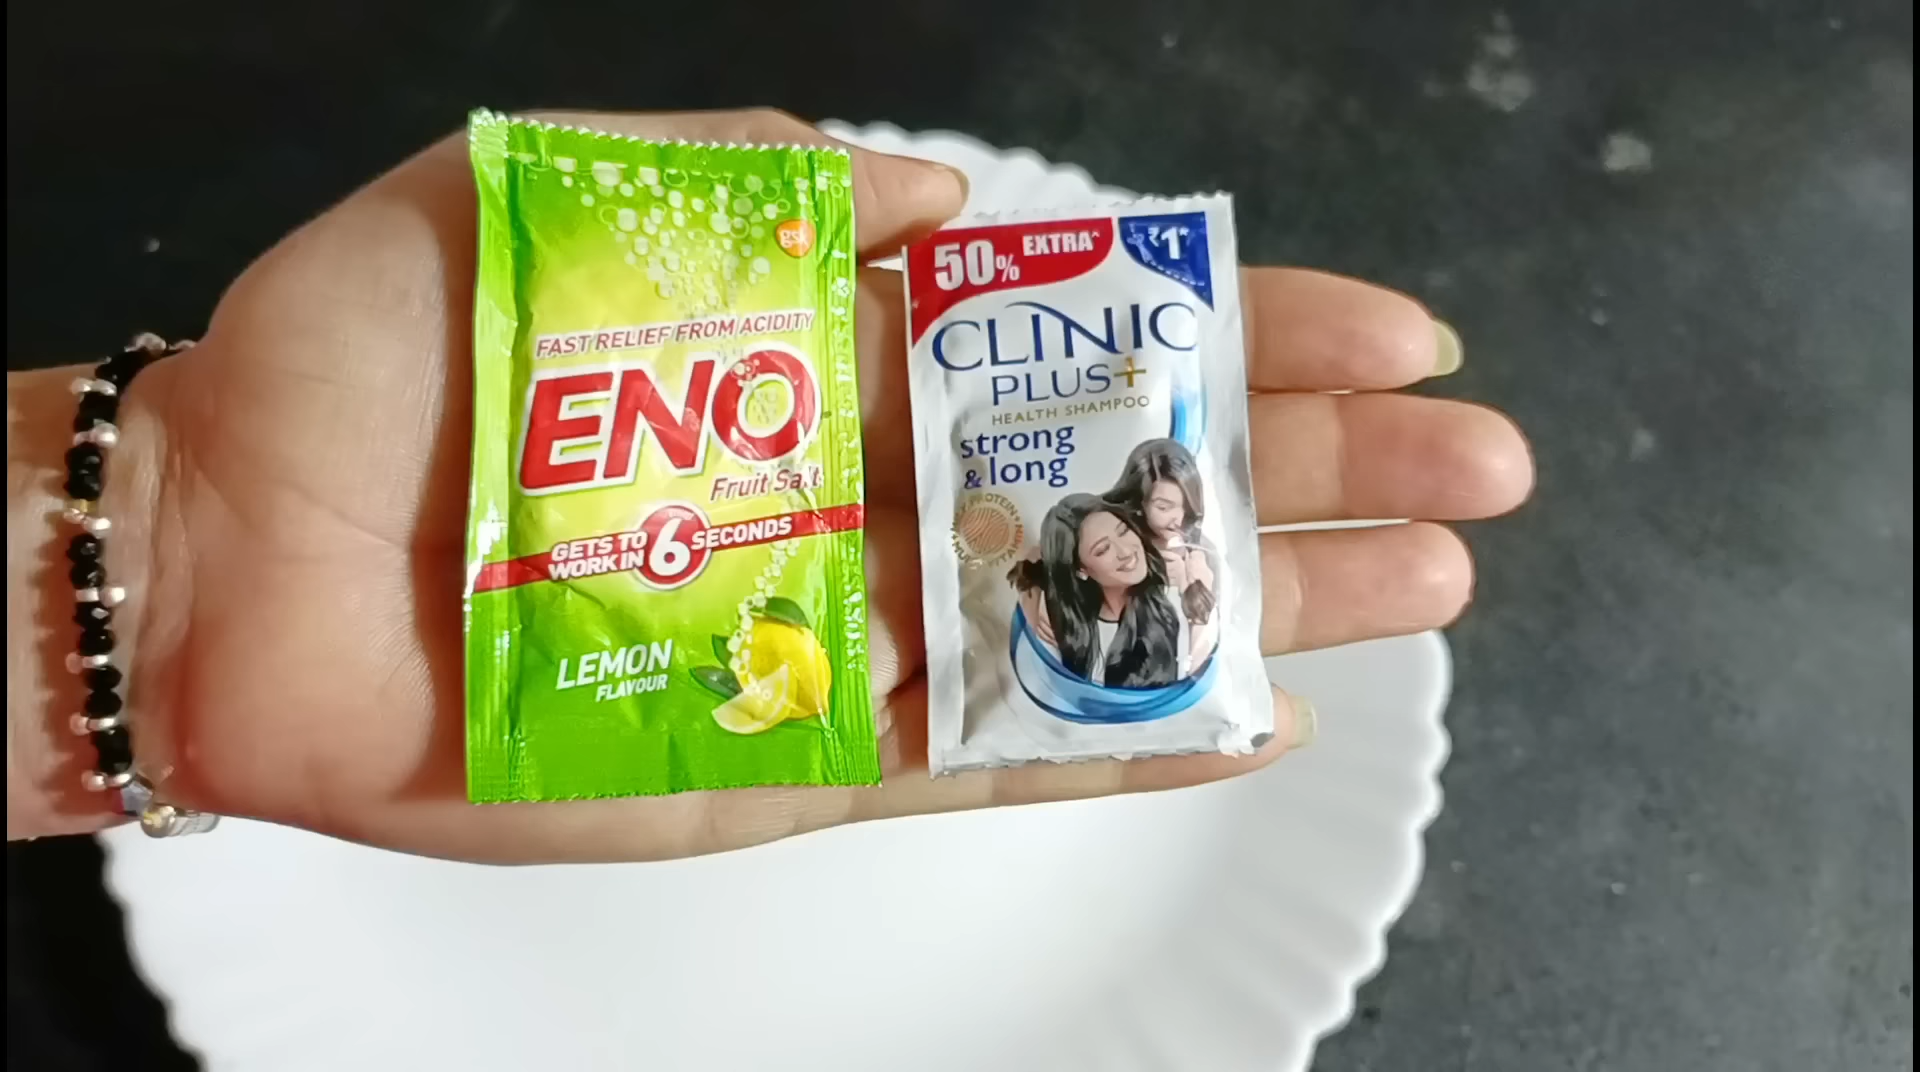 gsk
FAST RELIEF FROM ACIDITY
ENO
Fruit Salt
GETS TO
WORK IN 6 SECONDS
LEMON
FLAVOUR
50% EXTRA^
₹1*
CLINIC
PLUS+
HEALTH SHAMPOO
strong
& long